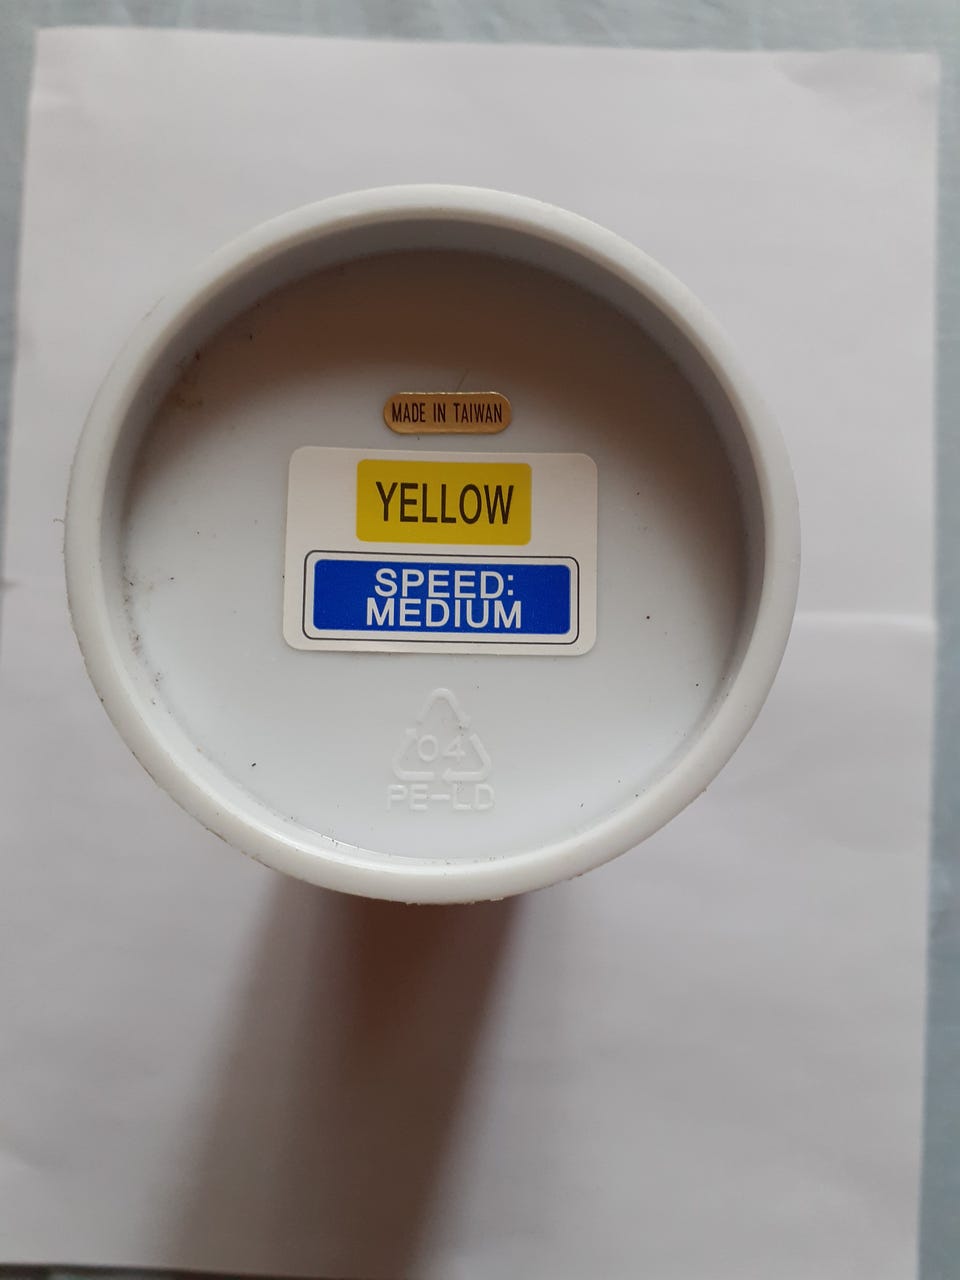 MADE IN TAIWAN
YELLOW
SPEED:
MEDIUM
04
PE-LD